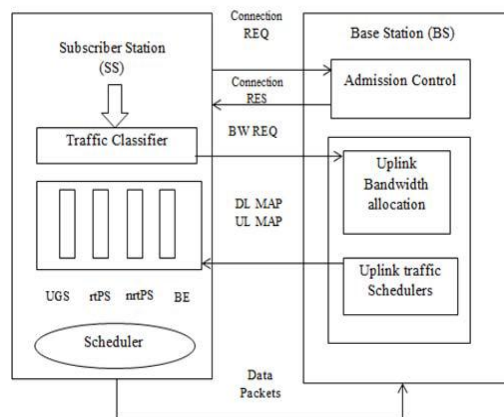 Connection
REQ
Subscriber Station
(SS)
Base Station (BS)
Admission Control
Connection
RES
Traffic Classifier
BW REQ
Uplink
Bandwidth
allocation
DL MAP
UL MAP
Uplink traffic
Schedulers
UGS rtPS nrtPS BE
Scheduler
Data
Packets